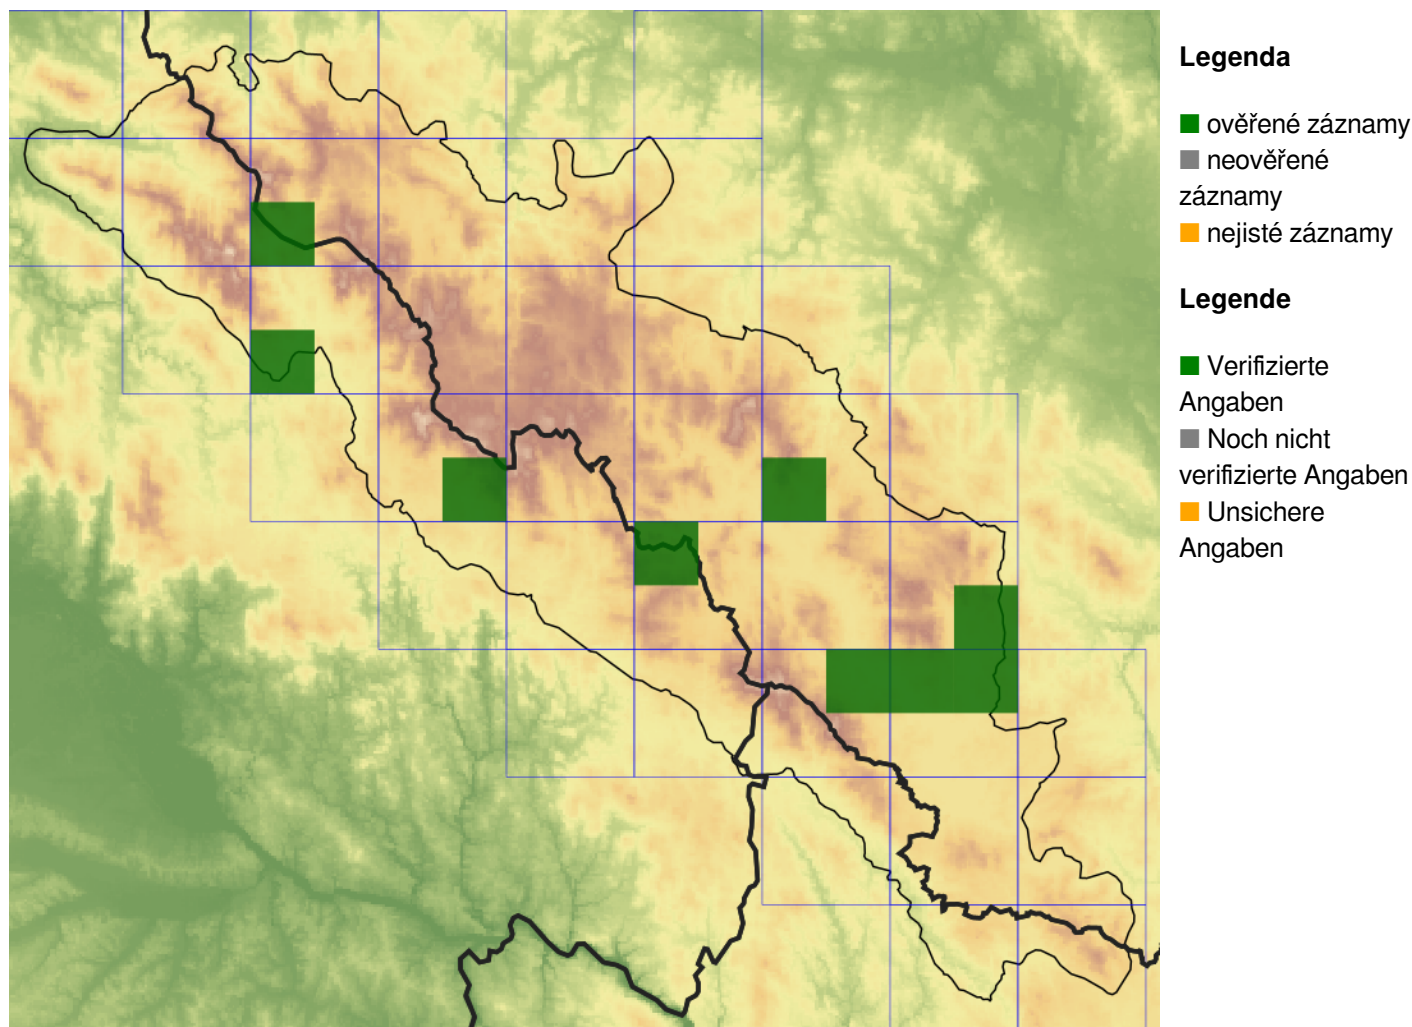 Legenda
ověřené záznamy
neověřené
záznamy
nejisté záznamy
Legende
Verifizierte
Angaben
Noch nicht
verifizierte Angaben
Unsichere
Angaben